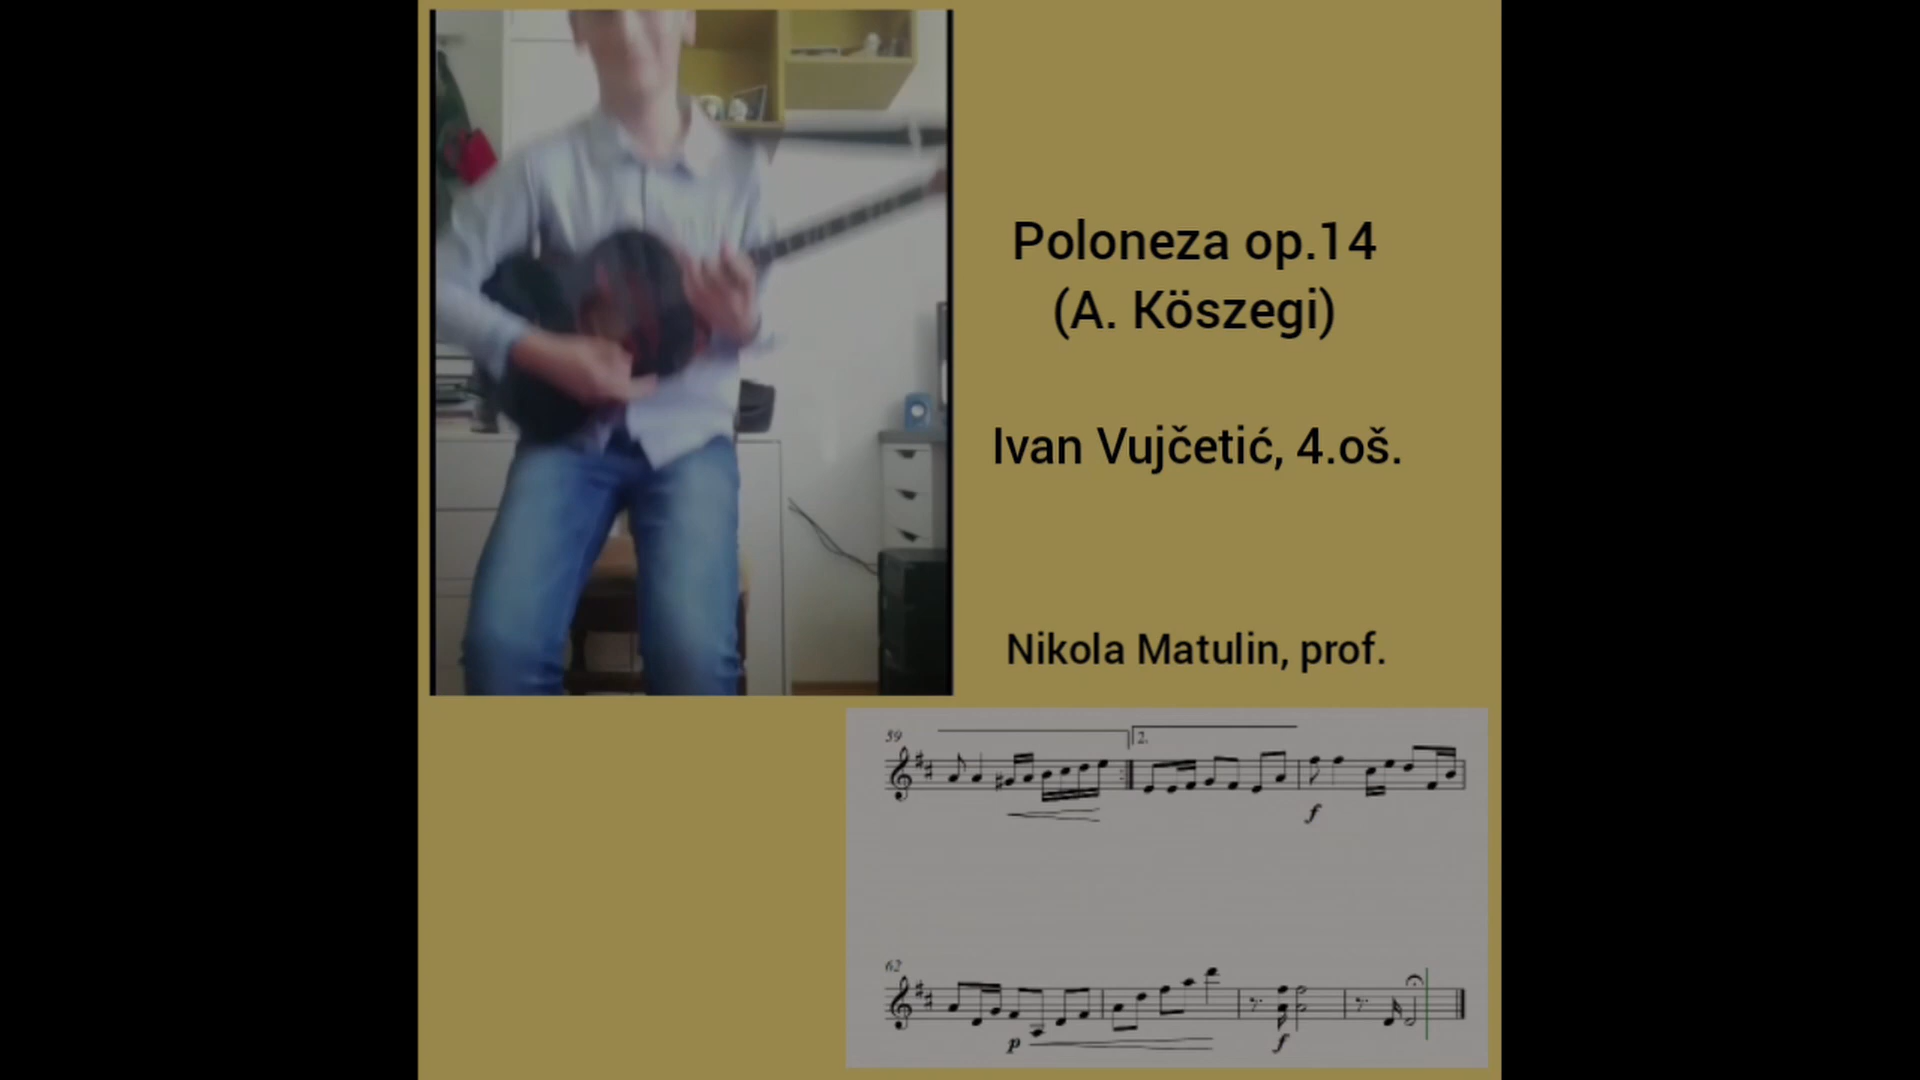 Poloneza op.14
(A. Köszegi)
Ivan Vujčetić, 4.oš.
Nikola Matulin, prof.
59
2.
f
62
p
f